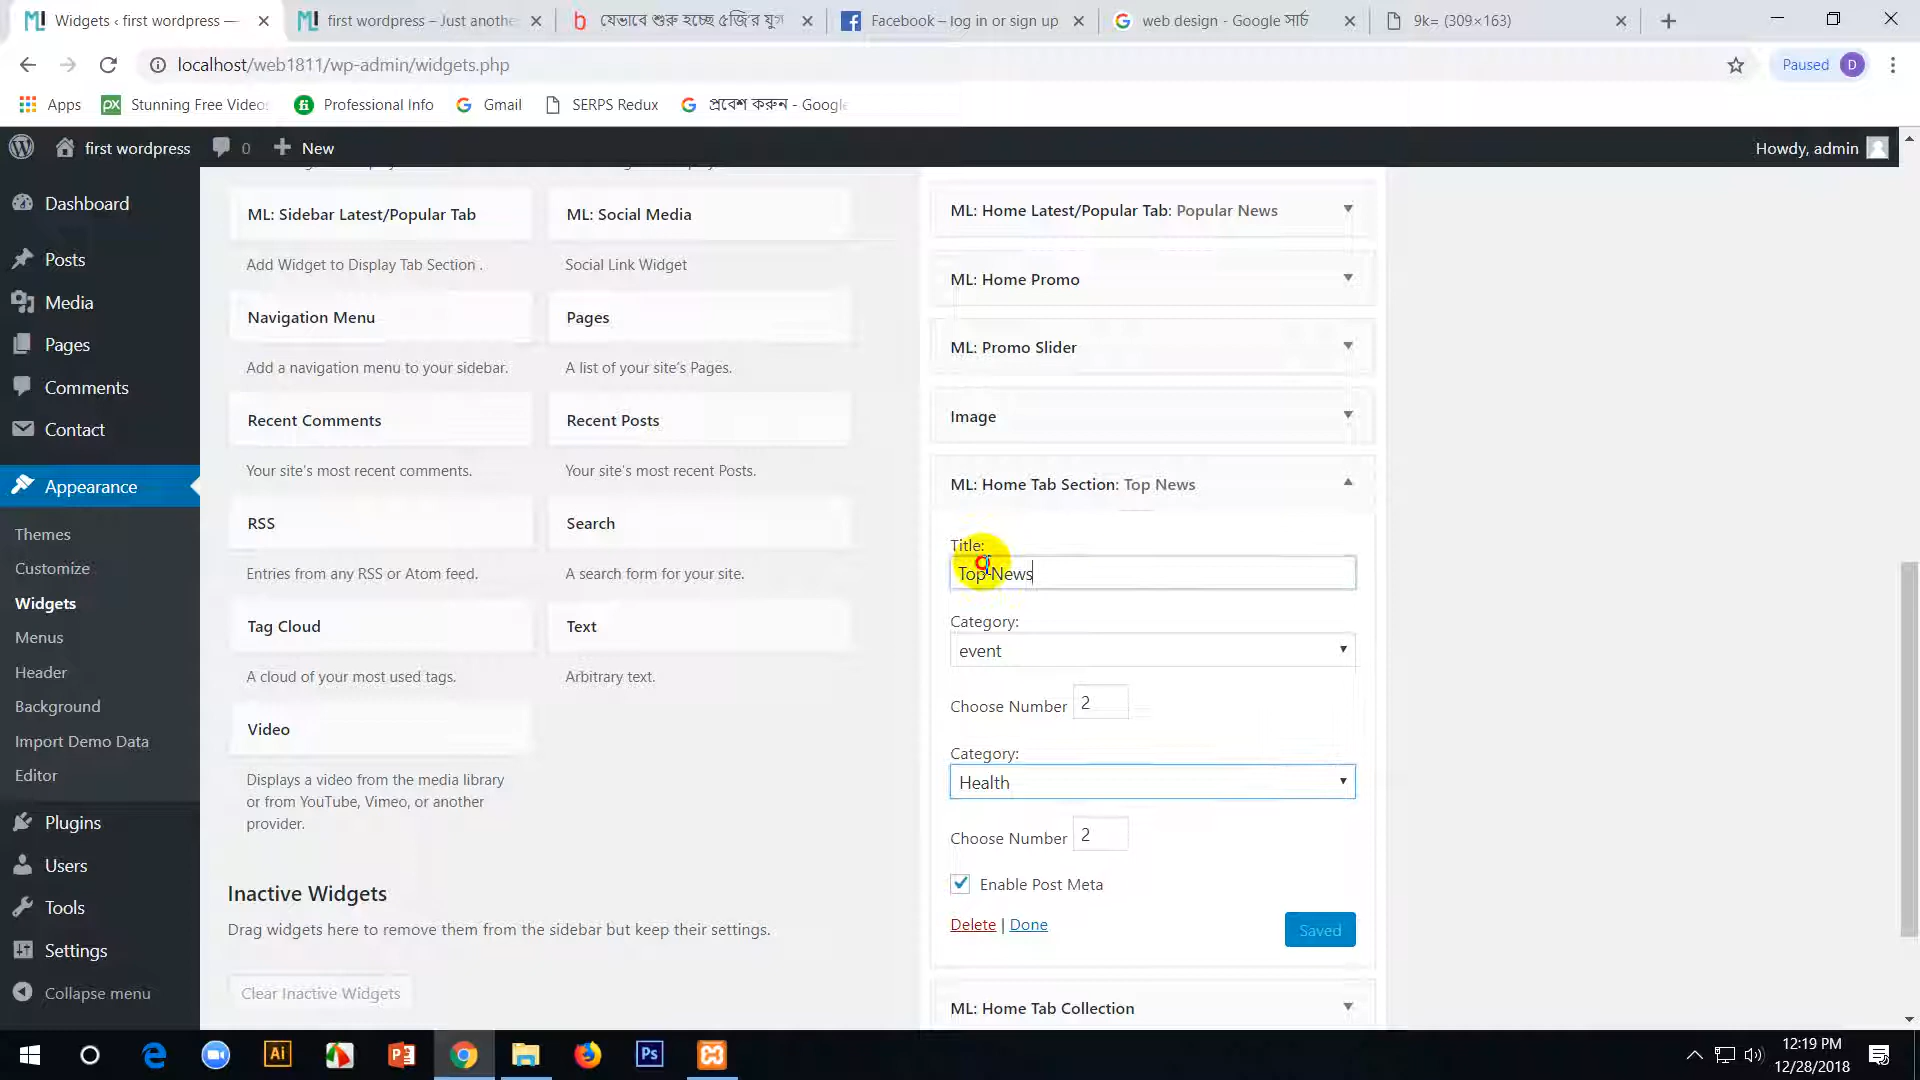 Widgets ‹ first wordpress —
first wordpress – Just anothe
যেভাবে শুরু হচ্ছে ৫জি'র যুগ
Facebook – log in or sign up
web design - Google সার্চ
9k= (309×163)
localhost/web1811/wp-admin/widgets.php
Paused
D
Apps
Stunning Free Videos
Professional Info
Gmail
SERPS Redux
প্রবেশ করুন - Google
first wordpress
0
New
Howdy, admin
Dashboard
Posts
Media
Pages
Comments
Contact
Appearance
Themes
Customize
Widgets
Menus
Header
Background
Import Demo Data
Editor
Plugins
Users
Tools
Settings
Collapse menu
ML: Sidebar Latest/Popular Tab
Add Widget to Display Tab Section .
ML: Social Media
Social Link Widget
Navigation Menu
Add a navigation menu to your sidebar.
Pages
A list of your site's Pages.
Recent Comments
Your site's most recent comments.
Recent Posts
Your site's most recent Posts.
RSS
Entries from any RSS or Atom feed.
Search
A search form for your site.
Tag Cloud
A cloud of your most used tags.
Text
Arbitrary text.
Video
Displays a video from the media library
or from YouTube, Vimeo, or another
provider.
Inactive Widgets
Drag widgets here to remove them from the sidebar but keep their settings.
Clear Inactive Widgets
ML: Home Latest/Popular Tab: Popular News
ML: Home Promo
ML: Promo Slider
Image
ML: Home Tab Section: Top News
Title:
Top News
Category:
event
Choose Number 2
Category:
Health
Choose Number 2
Enable Post Meta
Delete | Done
Saved
ML: Home Tab Collection
Ai
Ps
12:19 PM
12/28/2018